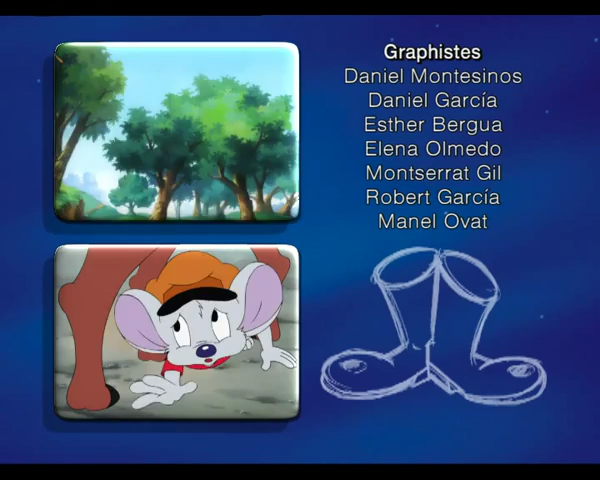 Graphistes
Daniel Montesinos
Daniel García
Esther Bergua
Elena Olmedo
Montserrat Gil
Robert García
Manel Ovat